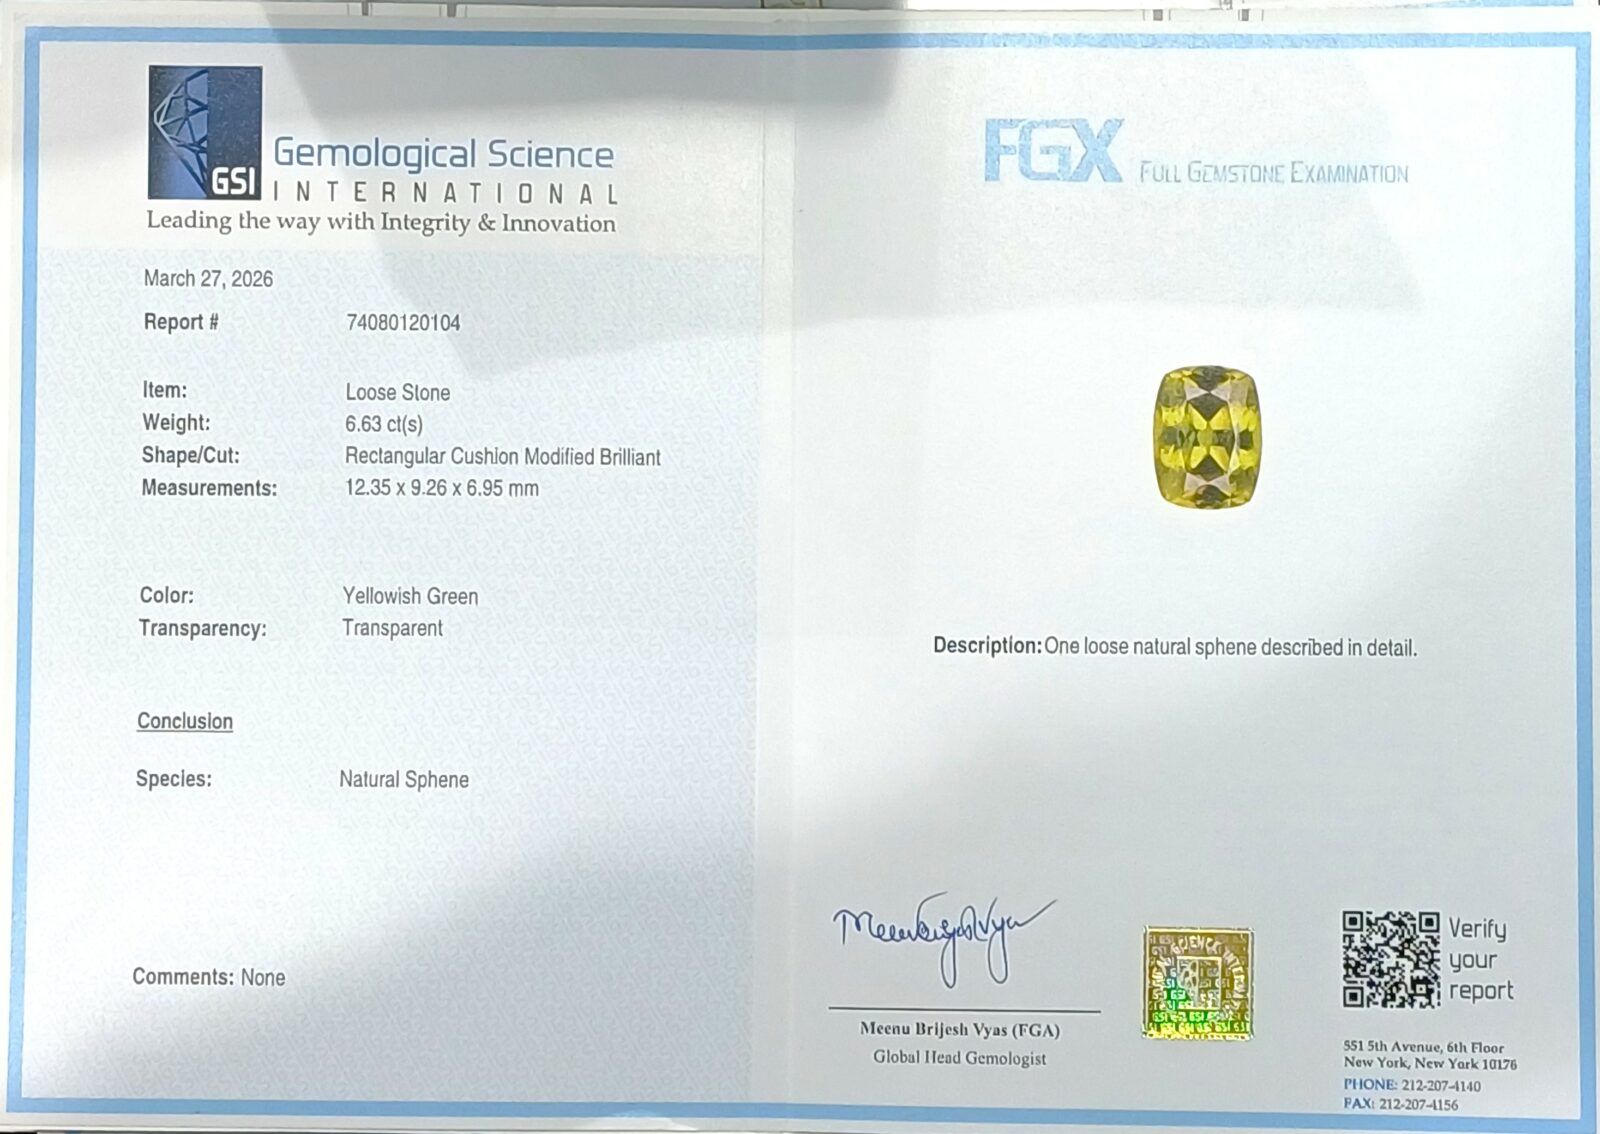 GSI
Gemological Science
INTERNATIONAL
Leading the way with Integrity & Innovation
March 27, 2026
Report # 74080120104
Item: Loose Stone
Weight: 6.63 ct(s)
Shape/Cut: Rectangular Cushion Modified Brilliant
Measurements: 12.35 x 9.26 x 6.95 mm
Color: Yellowish Green
Transparency: Transparent
Conclusion
Species: Natural Sphene
Comments: None
FGX FULL GEMSTONE EXAMINATION
Description: One loose natural sphene described in detail.
Meenu Brijesh Vyas (FGA)
Global Head Gemologist
Verify
your
report
551 5th Avenue, 6th Floor
New York, New York 10176
PHONE: 212-207-4140
FAX: 212-207-4156